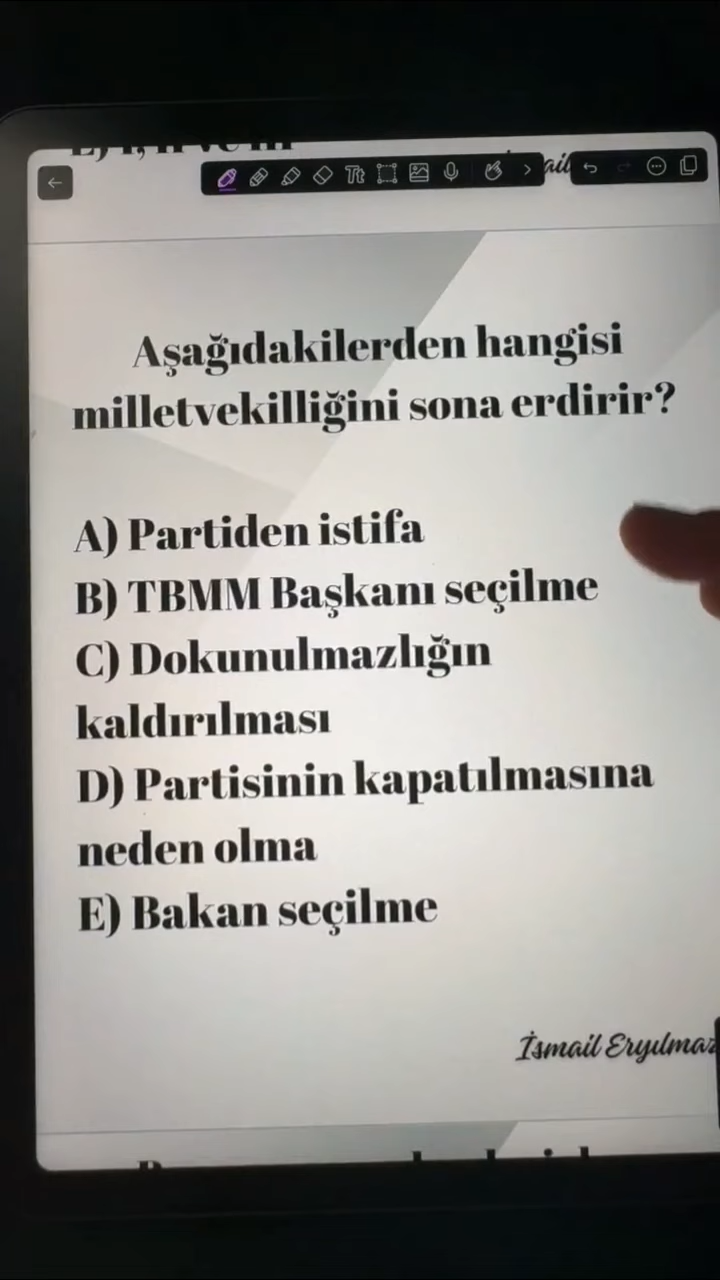 Tt
Aşağıdakilerden hangisi
milletvekilliğini sona erdirir?
A) Partiden istifa
B) TBMM Başkanı seçilme
C) Dokunulmazlığın
kaldırılması
D) Partisinin kapatılmasına
neden olma
E) Bakan seçilme
İsmail Eryılmaz